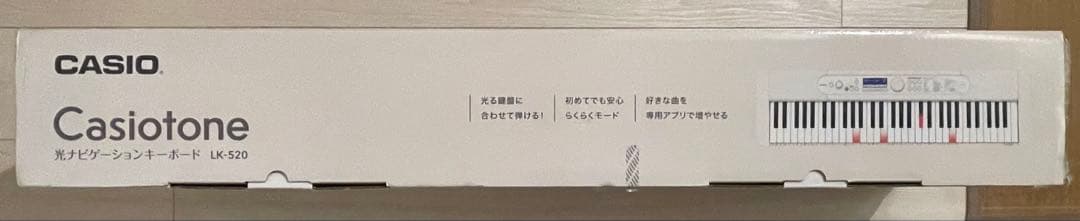 CASIO
Casiotone
光ナビゲーションキーボード LK-520
光る鍵盤に
合わせて弾ける!
初めてでも安心
らくらくモード
好きな曲を
専用アプリで増やせる